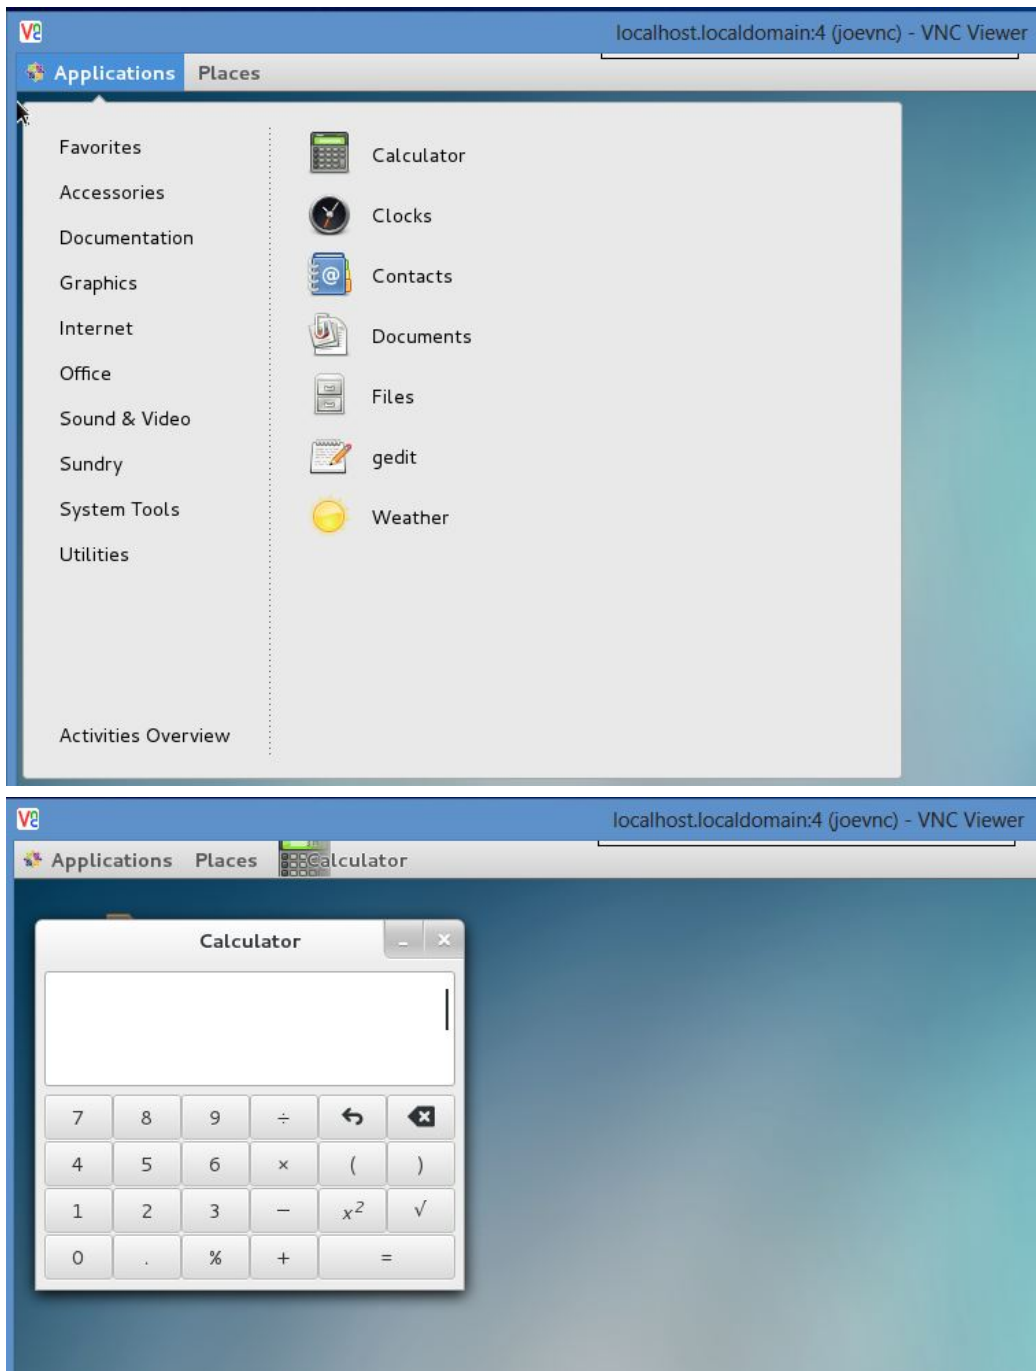 V2 localhost.localdomain:4 (joevnc) - VNC Viewer
Applications Places
Favorites
Accessories
Documentation
Graphics
Internet
Office
Sound & Video
Sundry
System Tools
Utilities
Activities Overview
Calculator
Clocks
@ Contacts
Documents
Files
gedit
Weather
V2 localhost.localdomain:4 (joevnc) - VNC Viewer
Applications Places Calculator
Calculator
7 8 9 ÷
4 5 6 × ( )
1 2 3 − x² √
0 . % + =